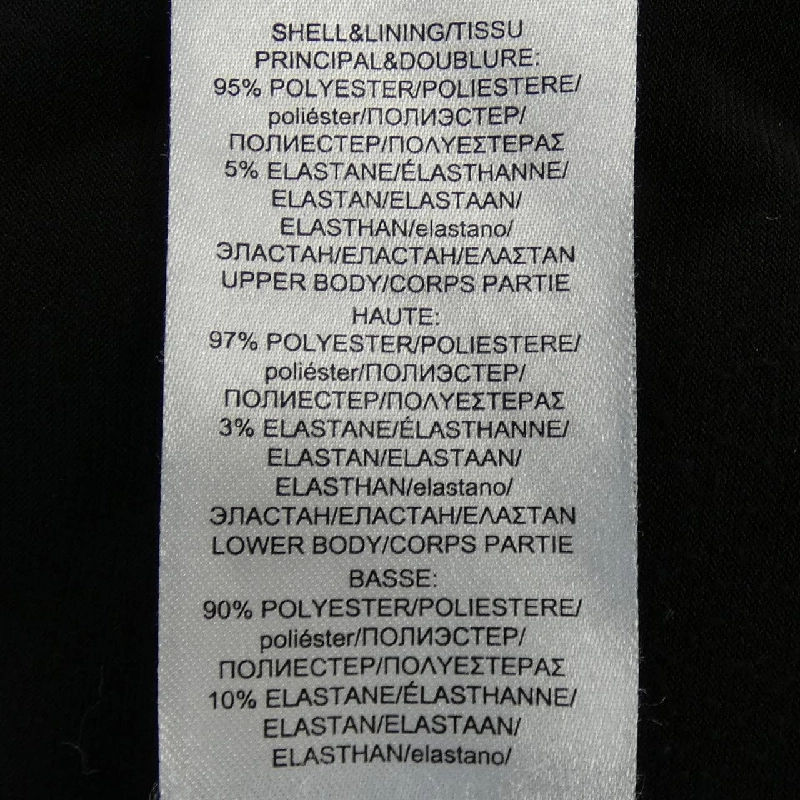 SHELL&LINING/TISSU
PRINCIPAL&DOUBLURE:
95% POLYESTER/POLIESTERE/
poliéster/ПОЛИЭСТЕР/
ПОЛИЕСТЕР/ΠΟΛΥΕΣΤΕΡΑΣ
5% ELASTANE/ÉLASTHANNE/
ELASTAN/ELASTAAN/
ELASTHAN/elastano/
ЭЛАСТАН/ЕЛАСТАН/ΕΛΑΣΤΑΝ
UPPER BODY/CORPS PARTIE
HAUTE:
97% POLYESTER/POLIESTERE/
poliéster/ПОЛИЭСТЕР/
ПОЛИЕСТЕР/ΠΟΛΥΕΣΤΕΡΑΣ
3% ELASTANE/ÉLASTHANNE/
ELASTAN/ELASTAAN/
ELASTHAN/elastano/
ЭЛАСТАН/ЕЛАСТАН/ΕΛΑΣΤΑΝ
LOWER BODY/CORPS PARTIE
BASSE:
90% POLYESTER/POLIESTERE/
poliéster/ПОЛИЭСТЕР/
ПОЛИЕСТЕР/ΠΟΛΥΕΣΤΕΡΑΣ
10% ELASTANE/ÉLASTHANNE/
ELASTAN/ELASTAAN/
ELASTHAN/elastano/